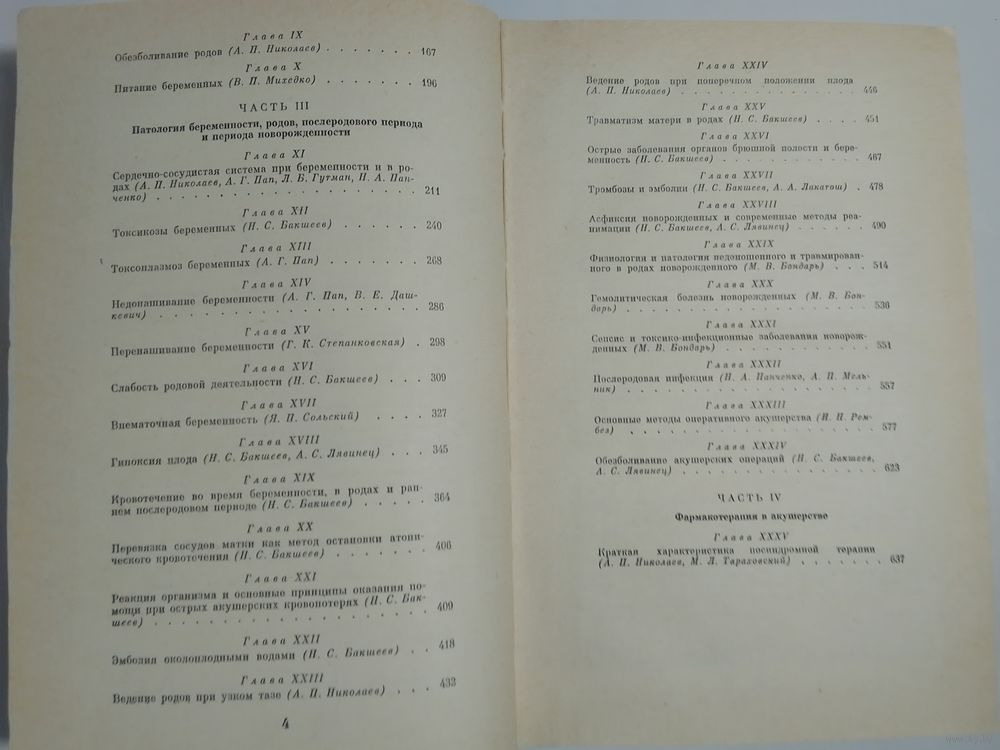 Глава IX
Обезболивание родов (А. П. Николаев) . . . . . . . 167
Глава X
Питание беременных (В. П. Михедко) . . . . . . . 196
ЧАСТЬ III
Патология беременности, родов, послеродового периода
и периода новорожденности
Глава XI
Сердечно-сосудистая система при беременности и в ро-
дах (А. П. Николаев, А. Г. Пап, Л. Б. Гутман, Н. А. Пан-
ченко) . . . . . . . . . . . . . . . . 211
Глава XII
Токсикозы беременных (Н. С. Бакшеев) . . . . . . 240
Глава XIII
Токсоплазмоз беременных (А. Г. Пап) . . . . . . . 268
Глава XIV
Недонашивание беременности (А. Г. Пап, В. Е. Даш-
кевич) . . . . . . . . . . . . . . . . 286
Глава XV
Перенашивание беременности (Г. К. Степанковская) . 298
Глава XVI
Слабость родовой деятельности (Н. С. Бакшеев) . . . 309
Глава XVII
Внематочная беременность (Я. П. Сольский) . . . . 327
Глава XVIII
Гипоксия плода (Н. С. Бакшеев, А. С. Лявинец) . . . 345
Глава XIX
Кровотечение во время беременности, в родах и ран-
нем послеродовом периоде (Н. С. Бакшеев) . . . . . 364
Глава XX
Перевязка сосудов матки как метод остановки атони-
ческого кровотечения (Н. С. Бакшеев) . . . . . . . 406
Глава XXI
Реакция организма и основные принципы оказания по-
мощи при острых акушерских кровопотерях (Н. С. Бак-
шеев) . . . . . . . . . . . . . . . . 409
Глава XXII
Эмболия околоплодными водами (Н. С. Бакшеев) . . 418
Глава XXIII
Ведение родов при узком тазе (А. П. Николаев) . . . 432
4
Глава XXIV
Ведение родов при поперечном положении плода
(А. П. Николаев) . . . . . . . . . . . . 446
Глава XXV
Травматизм матери в родах (Н. С. Бакшеев) . . . . 451
Глава XXVI
Острые заболевания органов брюшной полости и бере-
менность (Н. С. Бакшеев) . . . . . . . . . . 467
Глава XXVII
Тромбозы и эмболии (Н. С. Бакшеев, А. А. Лакатош) . 478
Глава XXVIII
Асфиксия новорожденных и современные методы реа-
нимации (Н. С. Бакшеев, А. С. Лявинец) . . . . . . 490
Глава XXIX
Физиология и патология недоношенного и травмирован-
ного в родах новорожденного (М. В. Бондарь) . . . 514
Глава XXX
Гемолитическая болезнь новорожденных (М. В. Бон-
дарь) . . . . . . . . . . . . . . . . 536
Глава XXXI
Сепсис и токсико-инфекционные заболевания новорож-
денных (М. В. Бондарь) . . . . . . . . . . . 551
Глава XXXII
Послеродовая инфекция (Н. А. Панченко, А. П. Мель-
ник) . . . . . . . . . . . . . . . . 557
Глава XXXIII
Основные методы оперативного акушерства (И. П. Рем-
без) . . . . . . . . . . . . . . . . 577
Глава XXXIV
Обезболивание акушерских операций (Н. С. Бакшеев,
А. С. Лявинец) . . . . . . . . . . . . . 623
ЧАСТЬ IV
Фармакотерапия в акушерстве
Глава XXXV
Краткая характеристика посиндромной терапии
(А. П. Николаев, М. Л. Тараховский) . . . . . . . 637